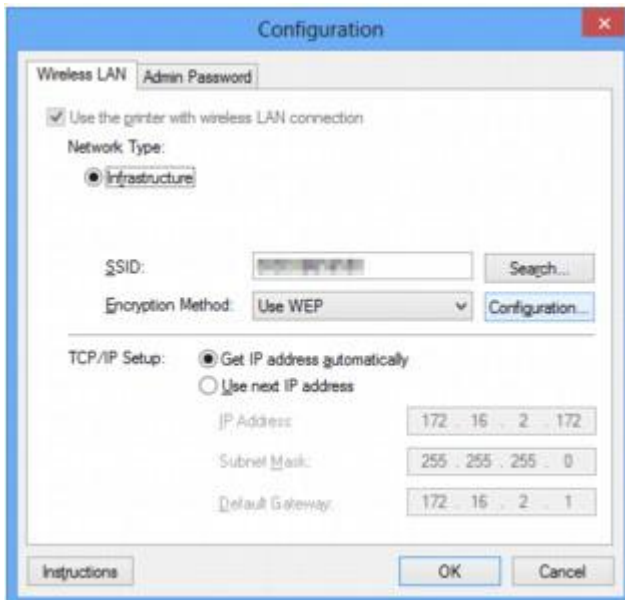 Configuration
Wireless LAN Admin Password
Use the printer with wireless LAN connection
Network Type:
Infrastructure
SSID: Search...
Encryption Method: Use WEP Configuration...
TCP/IP Setup: Get IP address automatically
Use next IP address
IP Address: 172 . 16 . 2 . 172
Subnet Mask: 255 . 255 . 255 . 0
Default Gateway: 172 . 16 . 2 . 1
Instructions OK Cancel